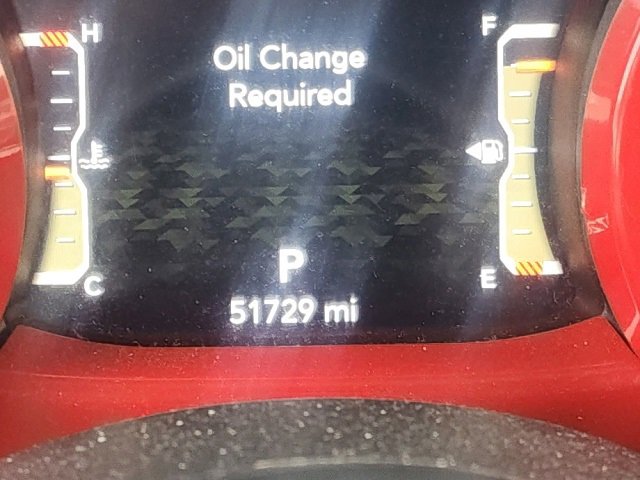 H
F
Oil Change
Required
P
C
E
51729 mi